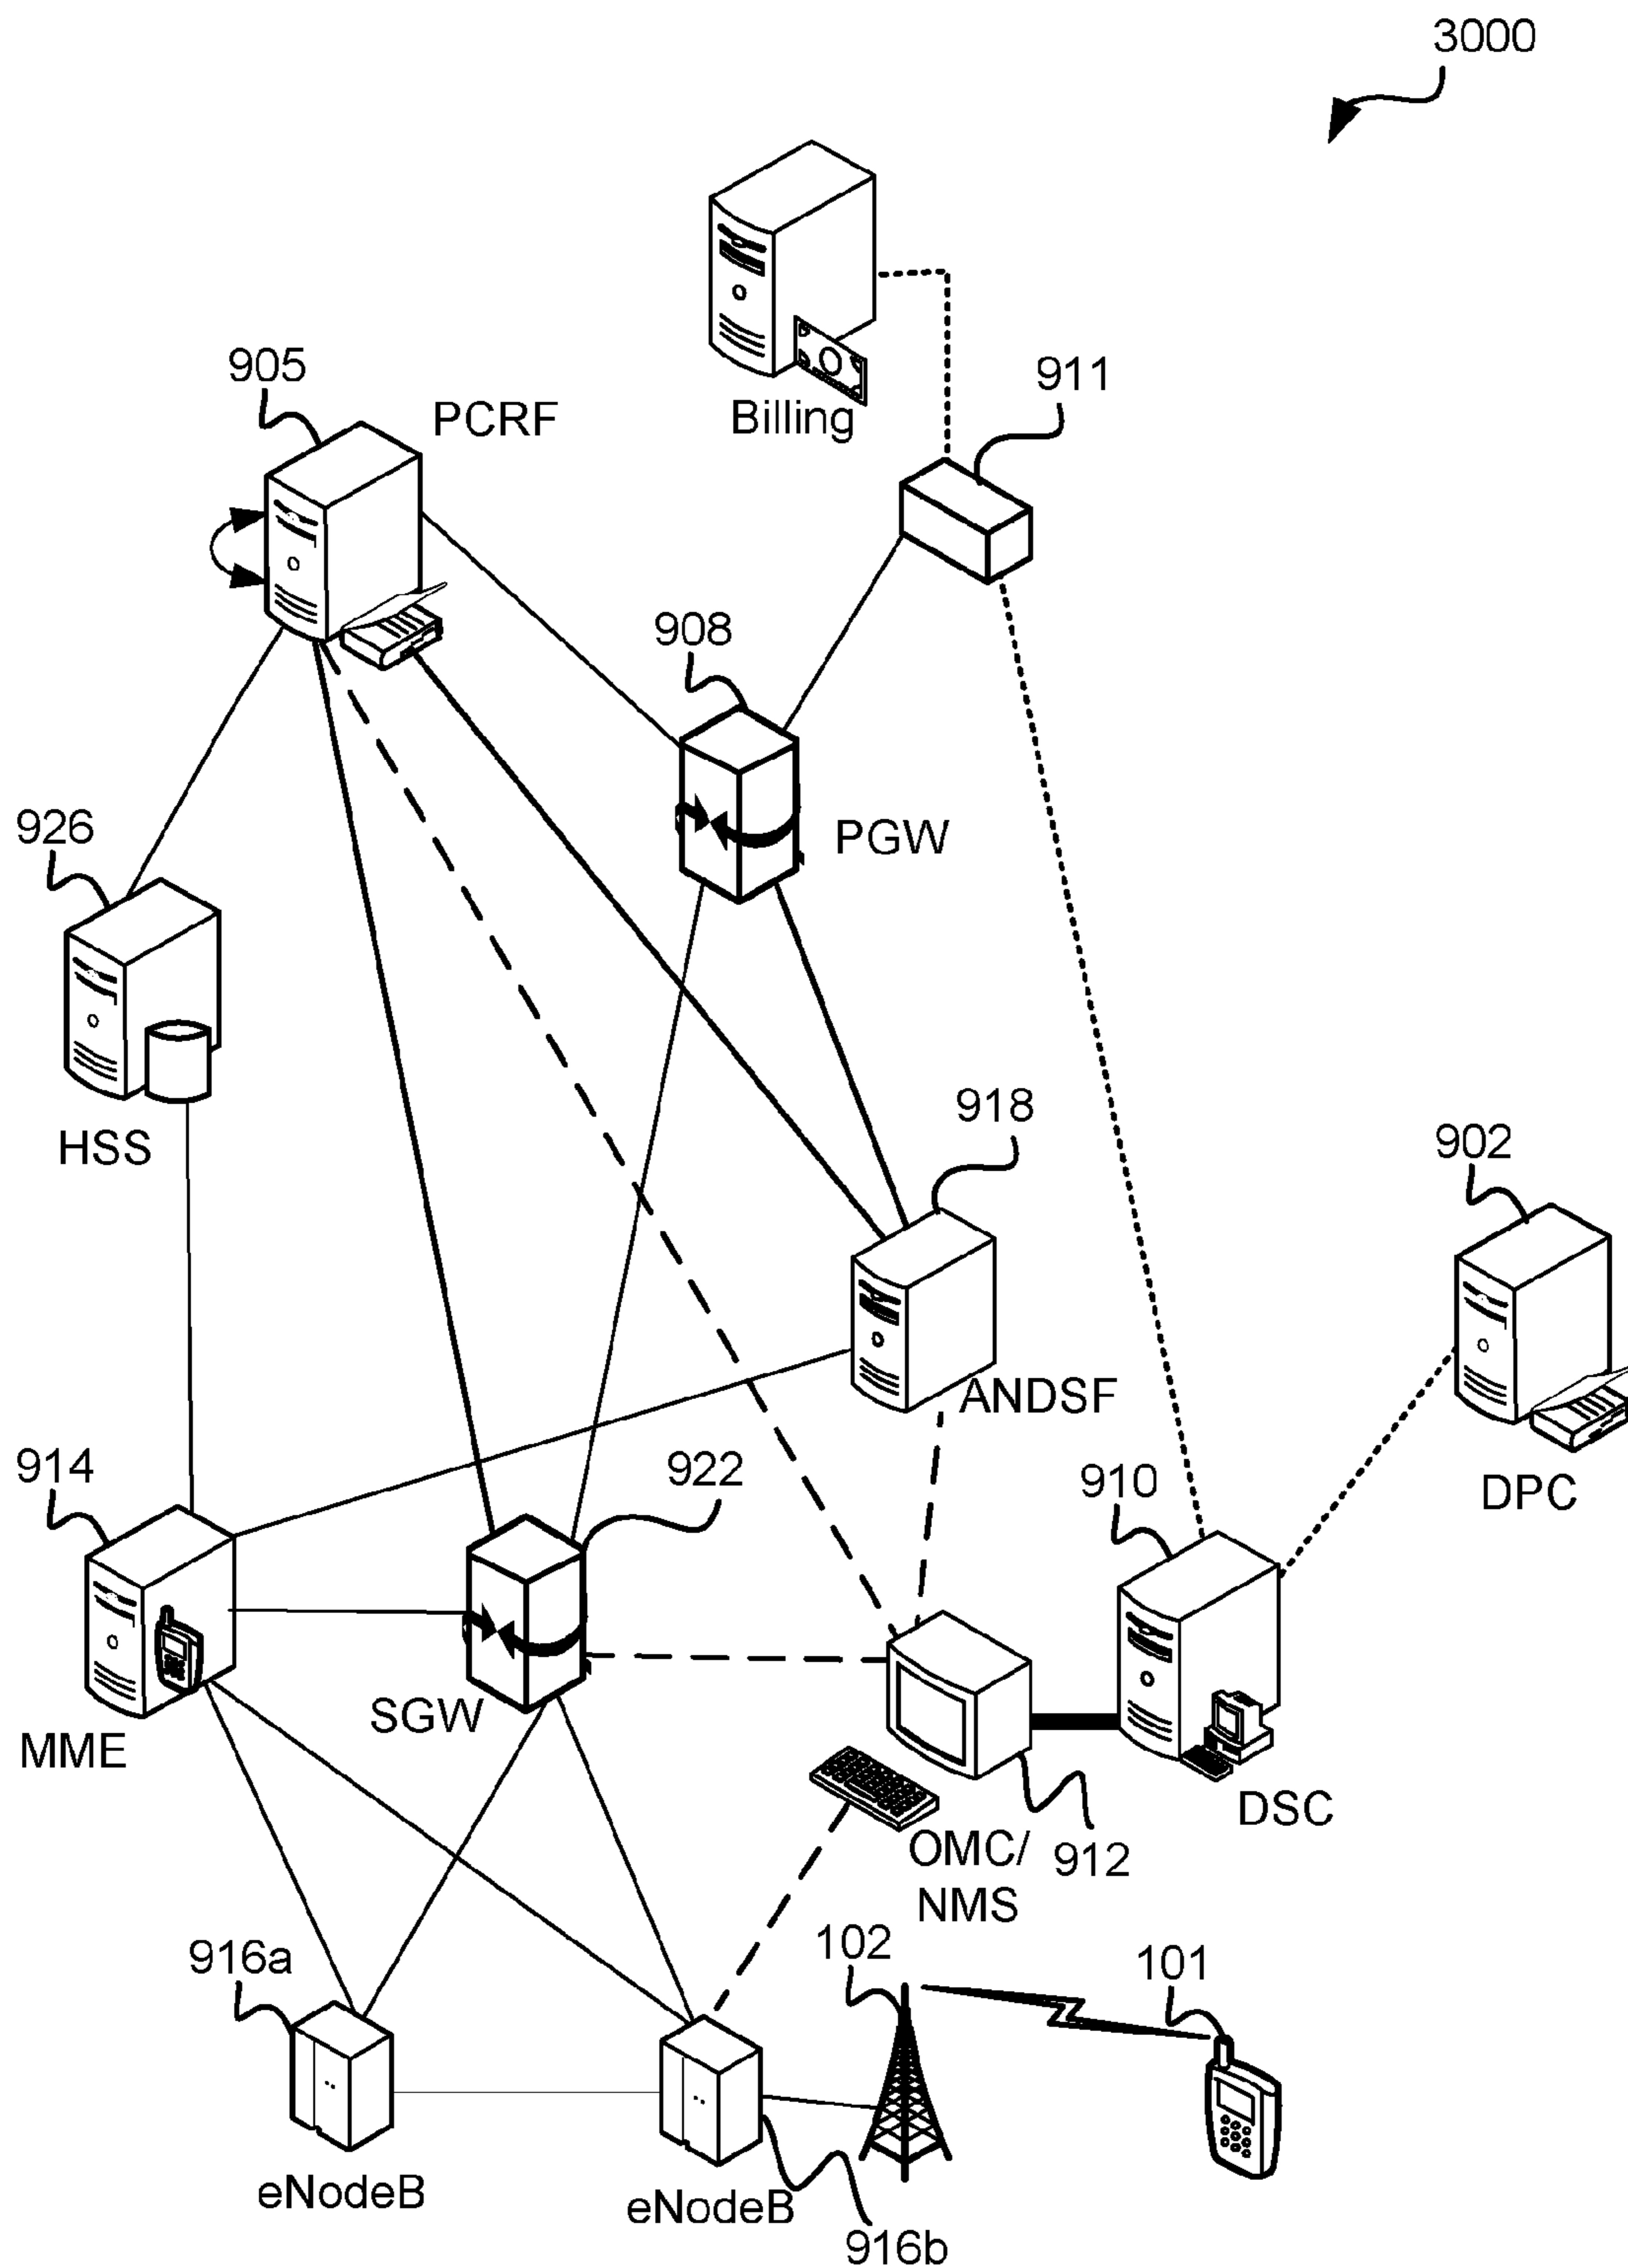 3000
Billing
911
905
PCRF
908
PGW
926
HSS
918
ANDSF
902
DPC
914
MME
922
SGW
910
DSC
OMC/
NMS
912
916a
eNodeB
eNodeB
916b
102
101